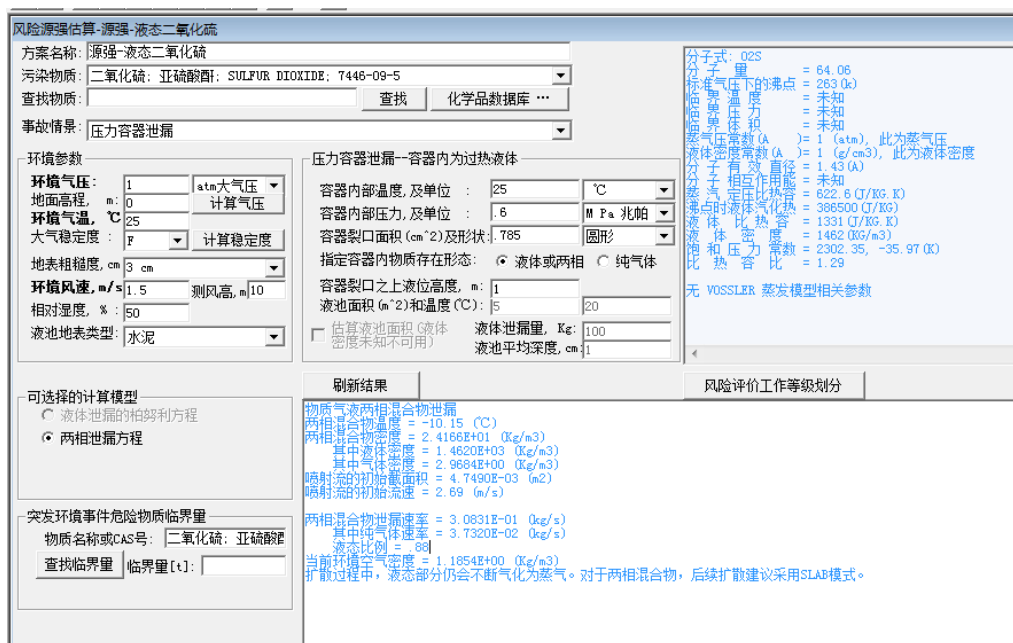 风险源强估算-源强-液态二氧化硫
方案名称: 源强-液态二氧化硫
污染物质: 二氧化硫; 亚硫酸酐; SULFUR DIOXIDE; 7446-09-5
查找物质: 查找 化学品数据库 …
事故情景: 压力容器泄漏
环境参数
环境气压: 1 atm大气压
地面高程, m: 0 计算气压
环境气温, ℃ 25
大气稳定度 : F 计算稳定度
地表粗糙度, cm 3 cm
环境风速, m/s 1.5 测风高, m 10
相对湿度, % : 50
液池地表类型: 水泥
压力容器泄漏--容器内为过热液体
容器内部温度, 及单位 : 25 ℃
容器内部压力, 及单位 : .6 M Pa 兆帕
容器裂口面积(cm^2)及形状: .785 圆形
指定容器内物质存在形态: 液体或两相 纯气体
容器裂口之上液位高度, m: 1
液池面积(m^2)和温度(℃): 5 20
估算液池面积(液体密度未知不可用)
液体泄漏量, Kg: 100
液池平均深度, cm: 1
分子式: O2S
分 子 量 = 64.06
标准气压下的沸点 = 263(k)
临 界 温 度 = 未知
临 界 压 力 = 未知
临 界 体 积 = 未知
蒸气压常数(A )= 1 (atm), 此为蒸气压
液体密度常数(A )= 1 (g/cm3), 此为液体密度
分 子 有 效 直径 = 1.43(A)
分 子 相互作用能 = 未知
蒸 汽 定压比热容 = 622.6(J/KG.K)
沸点时液体汽化热 = 386500(J/KG)
液 体 比 热 容 = 1331(J/KG.K)
液 体 密 度 = 1462(KG/m3)
饱 和 压 力 常数 = 2302.35, -35.97(K)
比 热 容 比 = 1.29
无 VOSSLER 蒸发模型相关参数
刷新结果
风险评价工作等级划分
可选择的计算模型
液体泄漏的柏努利方程
两相泄漏方程
突发环境事件危险物质临界量
物质名称或CAS号: 二氧化硫; 亚硫酸
查找临界量 临界量[t]:
物质气液两相混合物泄漏
两相混合物温度 = -10.15 (℃)
两相混合物密度 = 2.4166E+01 (Kg/m3)
其中液体密度 = 1.4620E+03 (Kg/m3)
其中气体密度 = 2.9684E+00 (Kg/m3)
喷射流的初始截面积 = 4.7490E-03 (m2)
喷射流的初始流速 = 2.69 (m/s)
两相混合物泄漏速率 = 3.0831E-01 (kg/s)
其中纯气体速率 = 3.7320E-02 (kg/s)
液态比例 = .88
当前环境空气密度 = 1.1854E+00 (Kg/m3)
扩散过程中，液态部分仍会不断气化为蒸气。对于两相混合物，后续扩散建议采用SLAB模式。